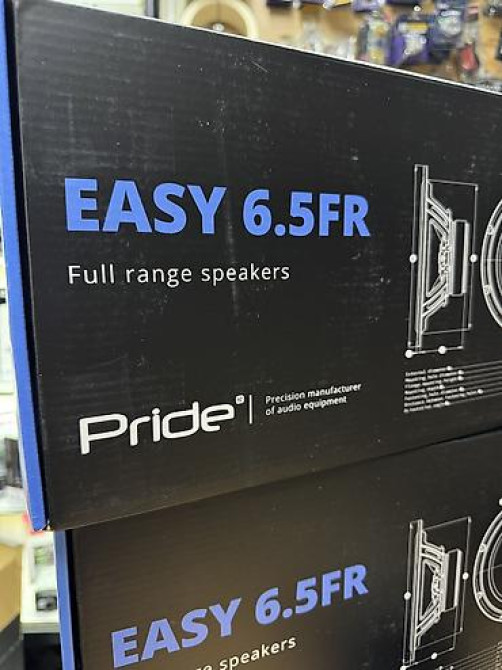 EASY 6.5FR
Full range speakers
Pride
Precision manufacturer
of audio equipment
EASY 6.5FR
speakers